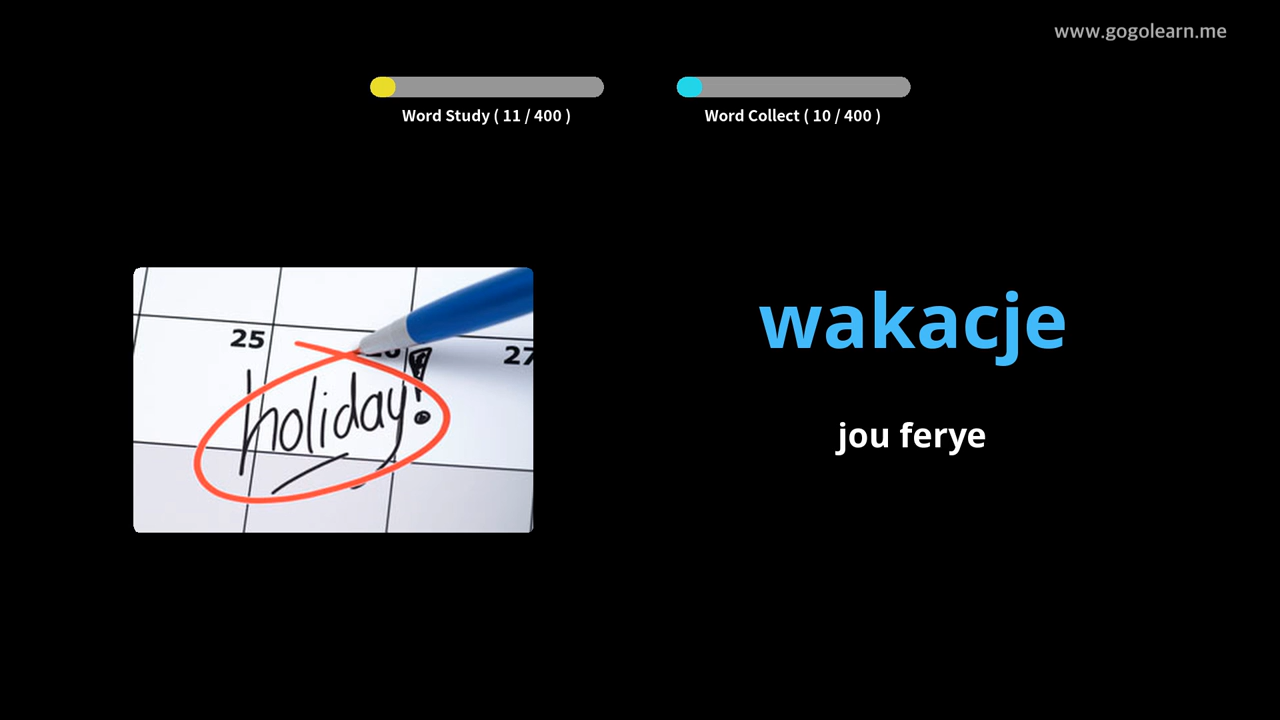 www.gogolearn.me
Word Study ( 11 / 400 )
Word Collect ( 10 / 400 )
25
27
holiday!
wakacje
jou ferye